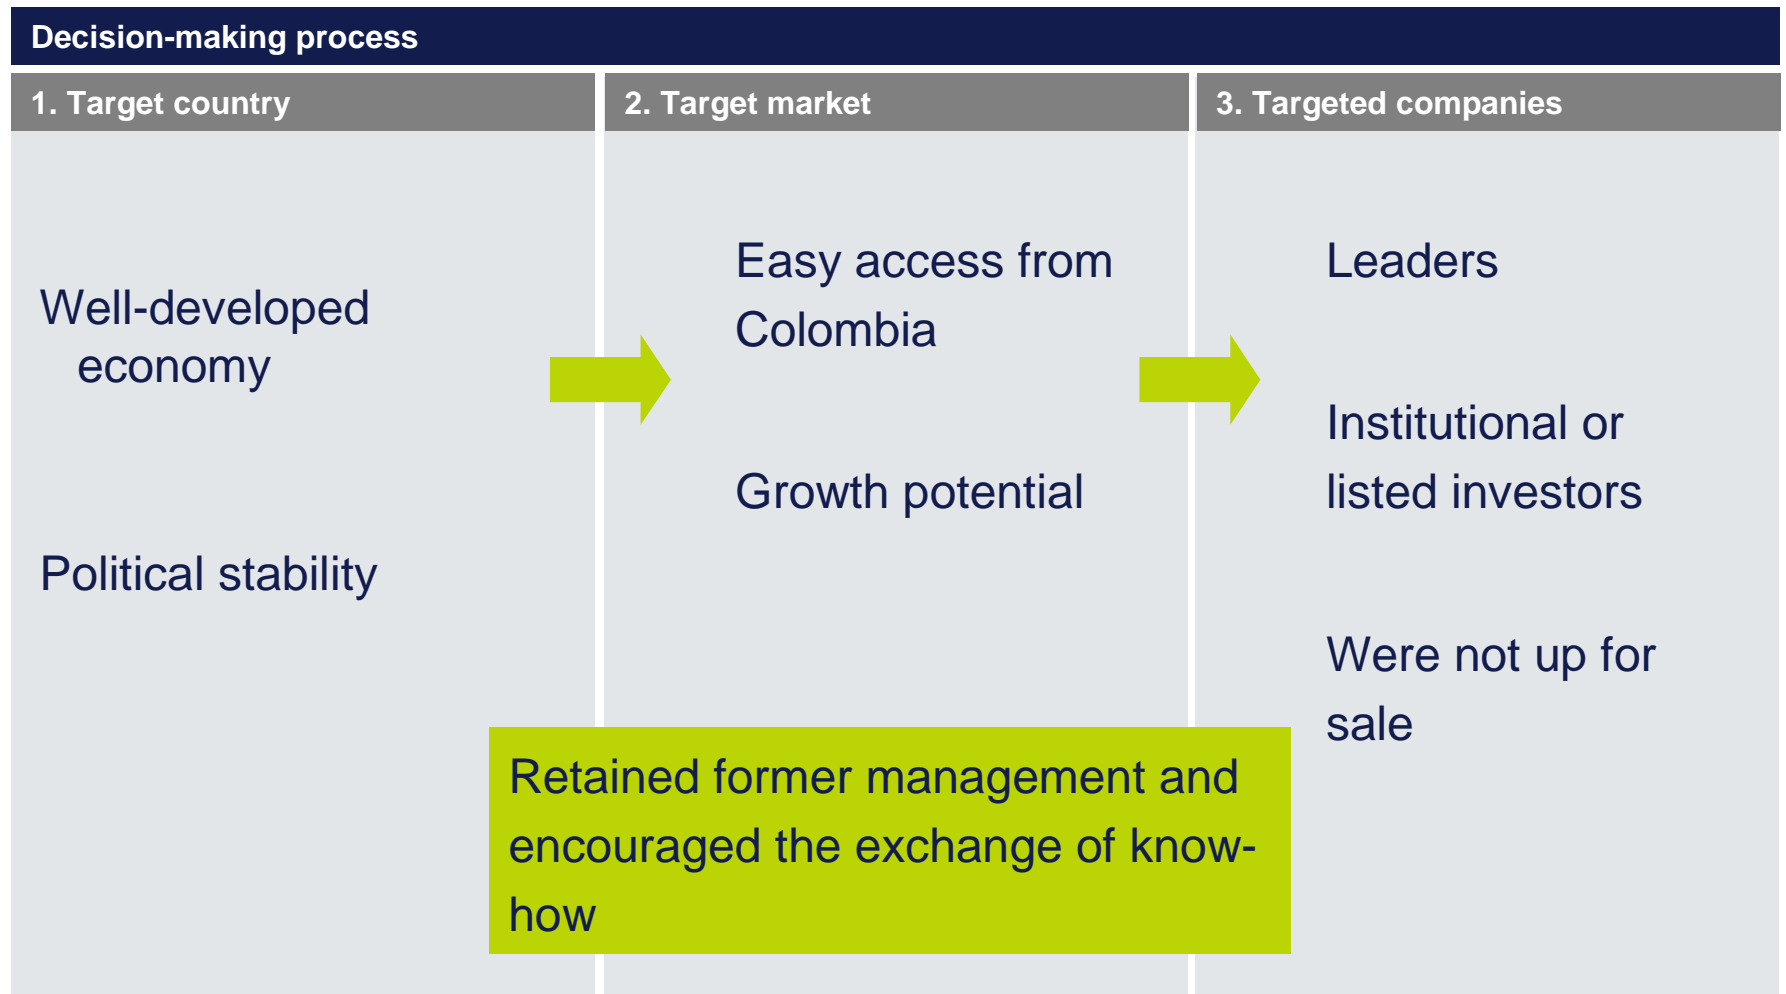 Decision-making process
1. Target country
2. Target market
3. Targeted companies
Well-developed
economy
Political stability
Easy access from
Colombia
Growth potential
Leaders
Institutional or
listed investors
Were not up for
sale
Retained former management and
encouraged the exchange of know-
how